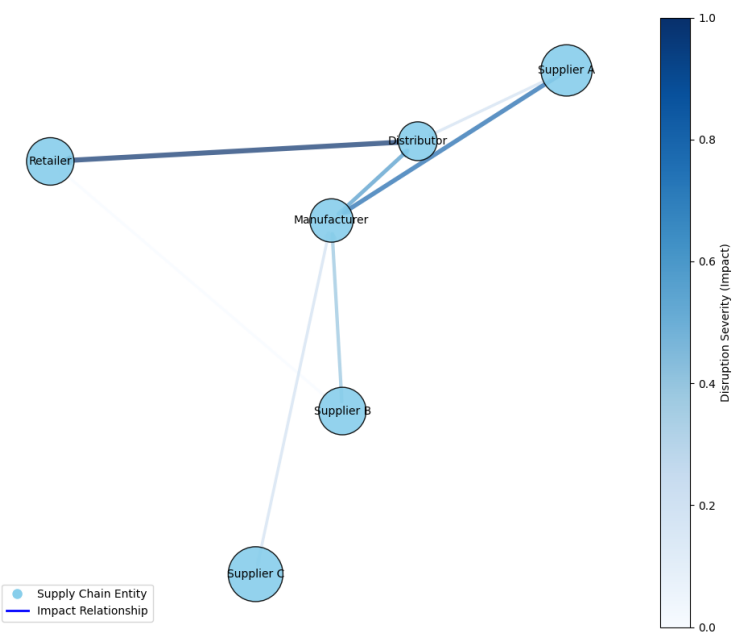 1.0
Supplier A
Distributor
0.8
Retailer
Manufacturer
0.6
Disruption Severity (Impact)
0.4
Supplier B
0.2
Supplier C
Supply Chain Entity
Impact Relationship
0.0